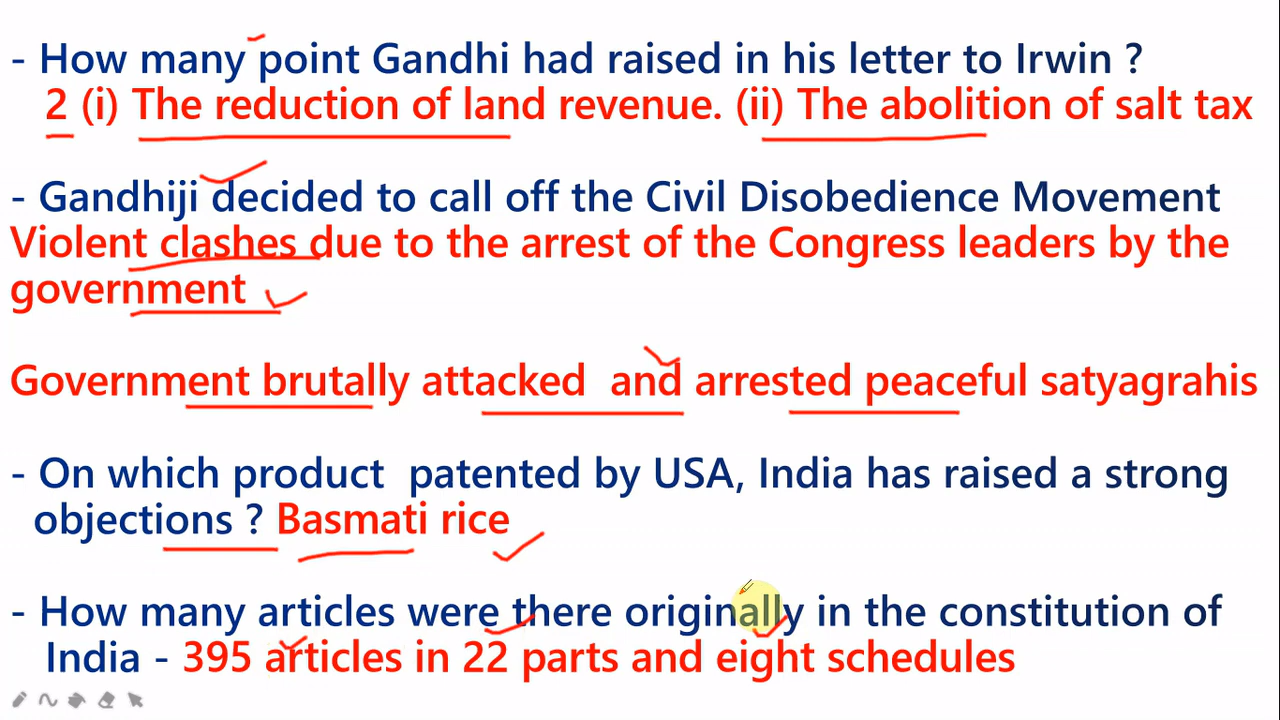 - How many point Gandhi had raised in his letter to Irwin ?
2 (i) The reduction of land revenue. (ii) The abolition of salt tax
- Gandhiji decided to call off the Civil Disobedience Movement
Violent clashes due to the arrest of the Congress leaders by the
government
Government brutally attacked and arrested peaceful satyagrahis
- On which product patented by USA, India has raised a strong
objections ? Basmati rice
- How many articles were there originally in the constitution of
India - 395 articles in 22 parts and eight schedules